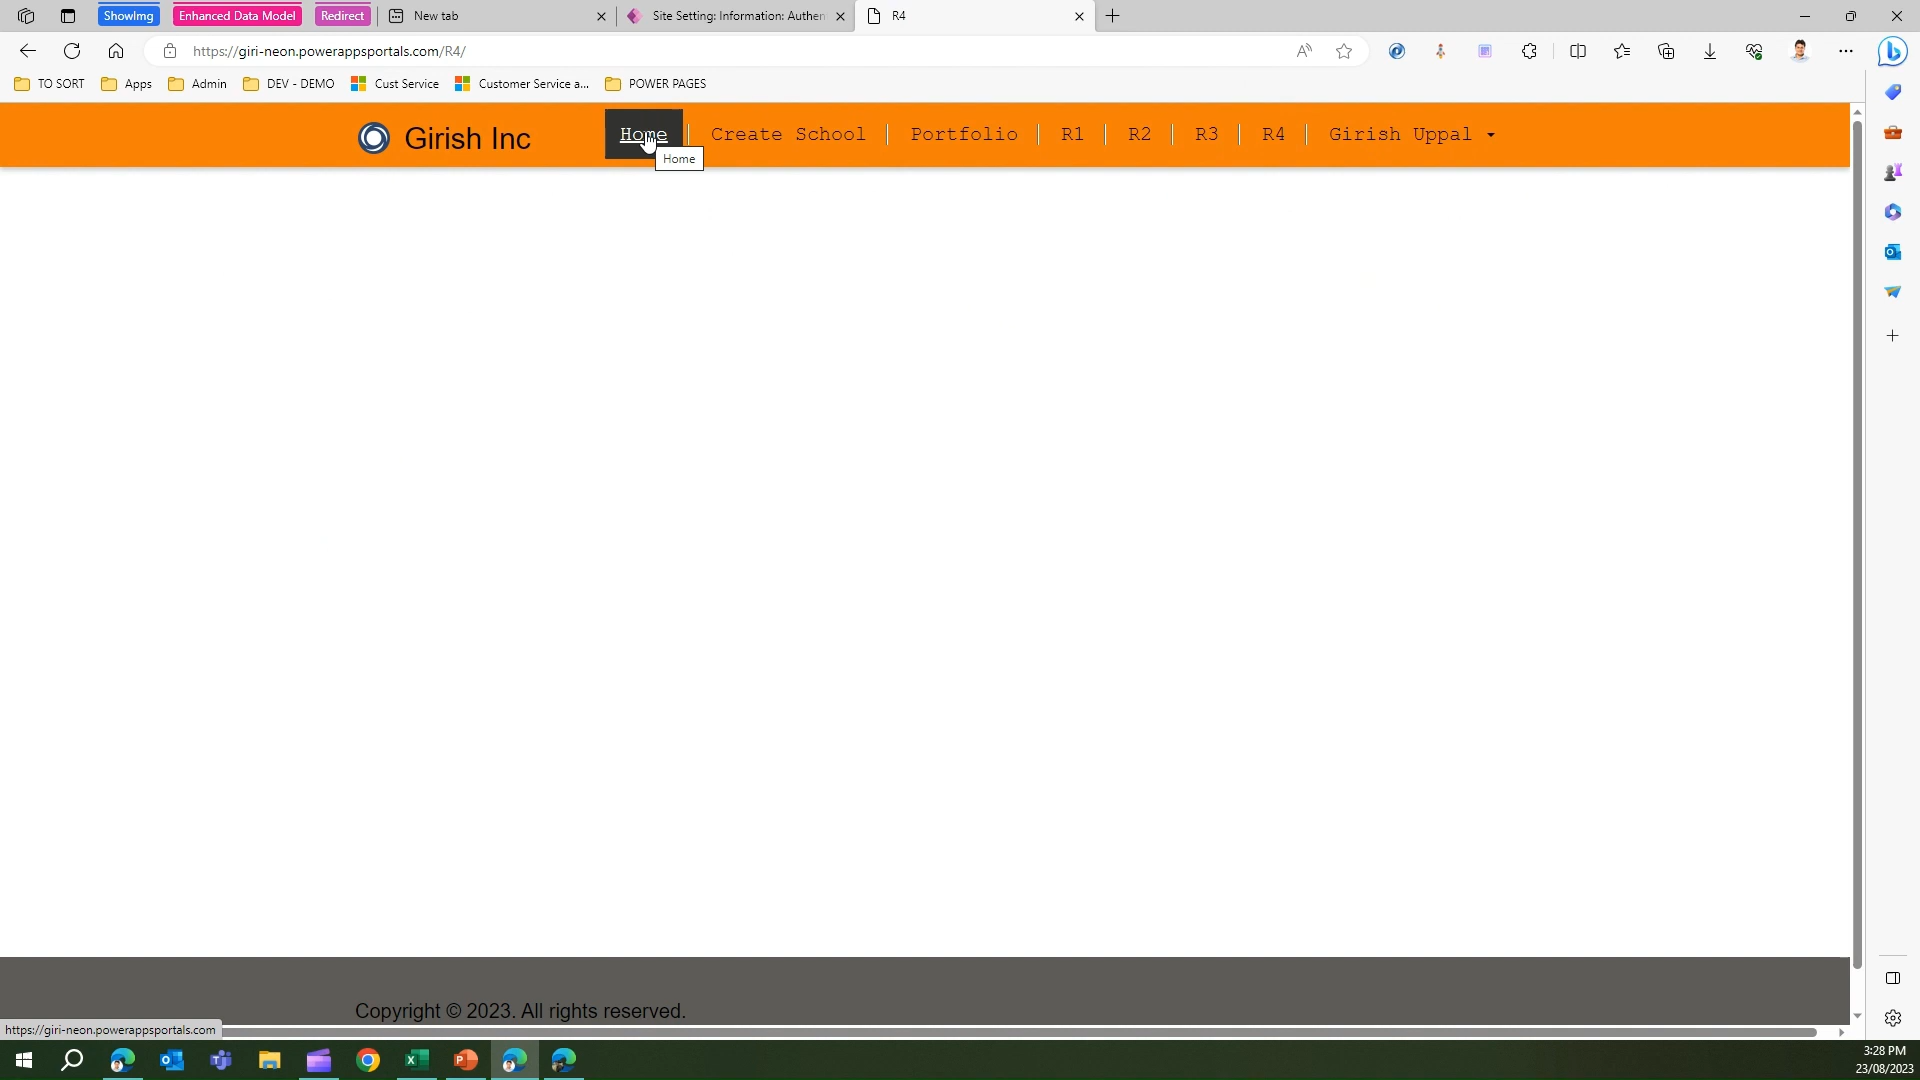 ShowImg
Enhanced Data Model
Redirect
New tab
Site Setting: Information: Authen
R4
https://giri-neon.powerappsportals.com/R4/
TO SORT
Apps
Admin
DEV - DEMO
Cust Service
Customer Service a...
POWER PAGES
Girish Inc
Home
Create School
Portfolio
R1
R2
R3
R4
Girish Uppal
Home
Copyright © 2023. All rights reserved.
https://giri-neon.powerappsportals.com
3:28 PM
23/08/2023